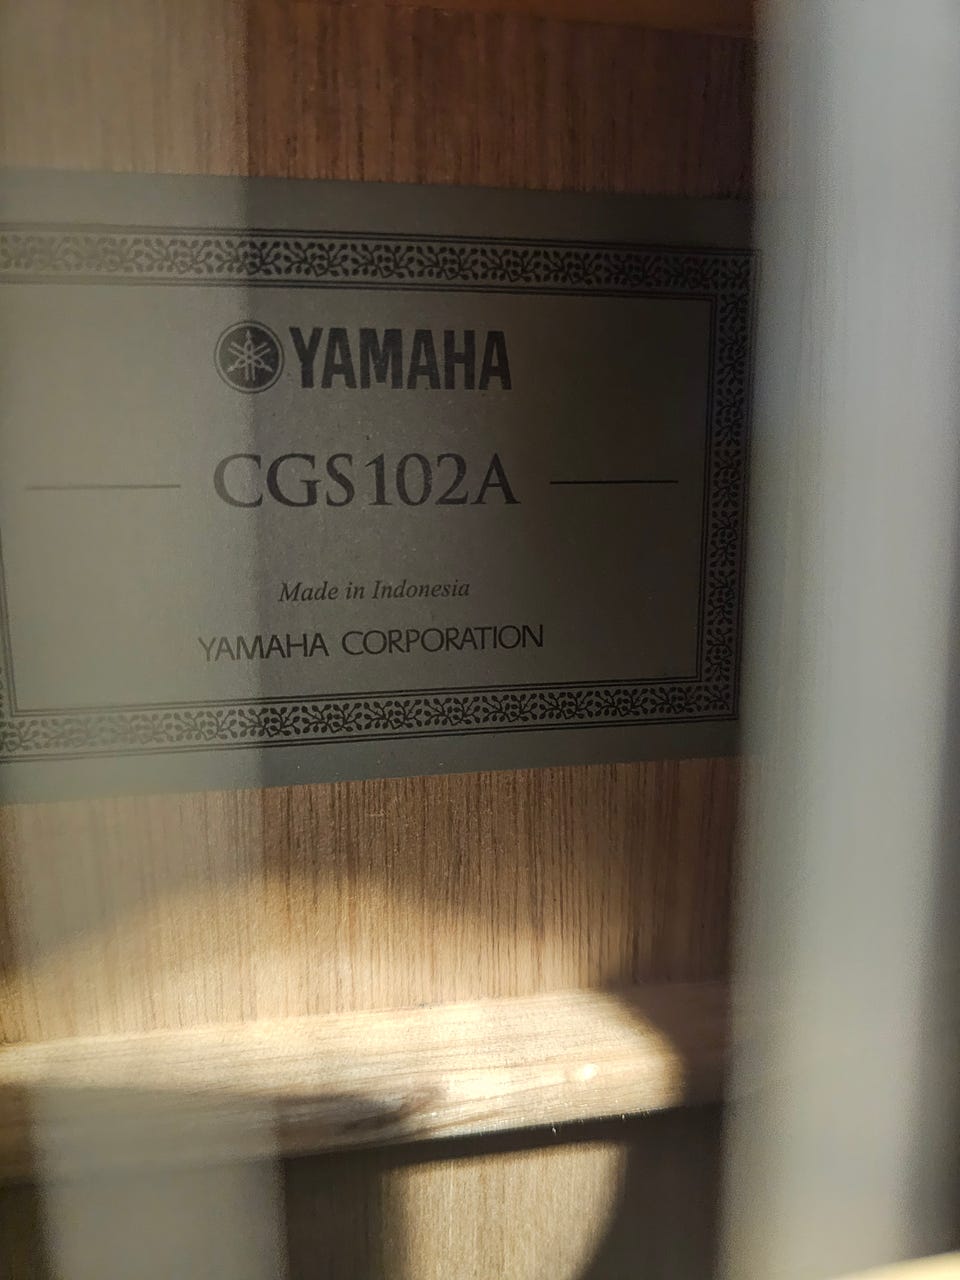 YAMAHA
CGS102A
Made in Indonesia
YAMAHA CORPORATION